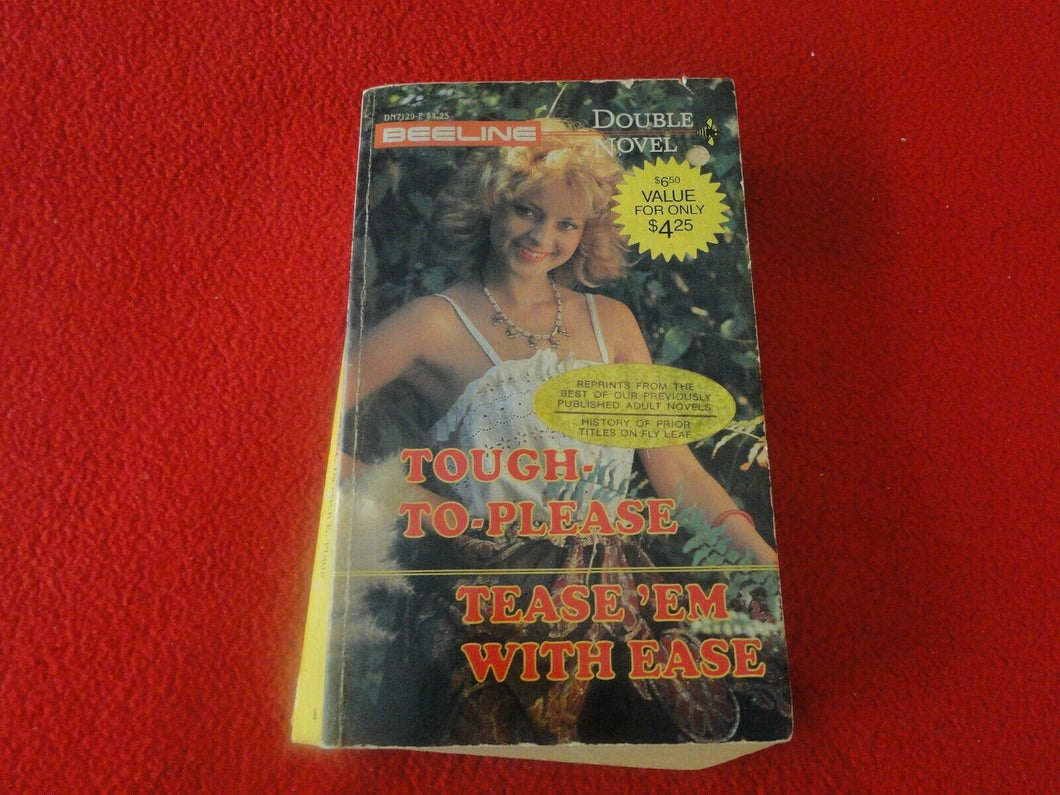 DN7129-F $4.25
BEELINE
DOUBLE
NOVEL
$6.50
VALUE
FOR ONLY
$4.25
REPRINTS FROM THE
BEST OF OUR PREVIOUSLY
PUBLISHED ADULT NOVELS
HISTORY OF PRIOR
TITLES ON FLY LEAF.
TOUGH-
TO-PLEASE
TEASE 'EM
WITH EASE